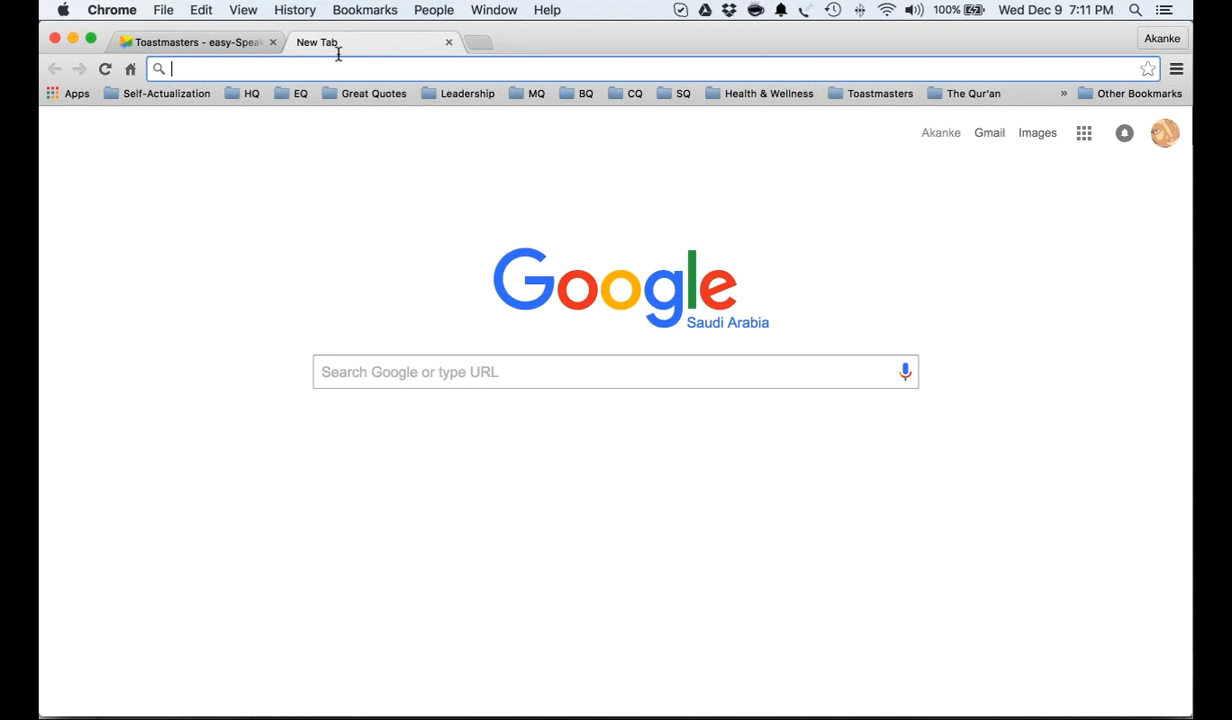 Chrome File Edit View History Bookmarks People Window Help 100% Wed Dec 9 7:11 PM
Toastmasters - easy-Speak New Tab Akanke
Apps Self-Actualization HQ EQ Great Quotes Leadership MQ BQ CQ SQ Health & Wellness Toastmasters The Qur'an » Other Bookmarks
Akanke Gmail Images
Google
Saudi Arabia
Search Google or type URL